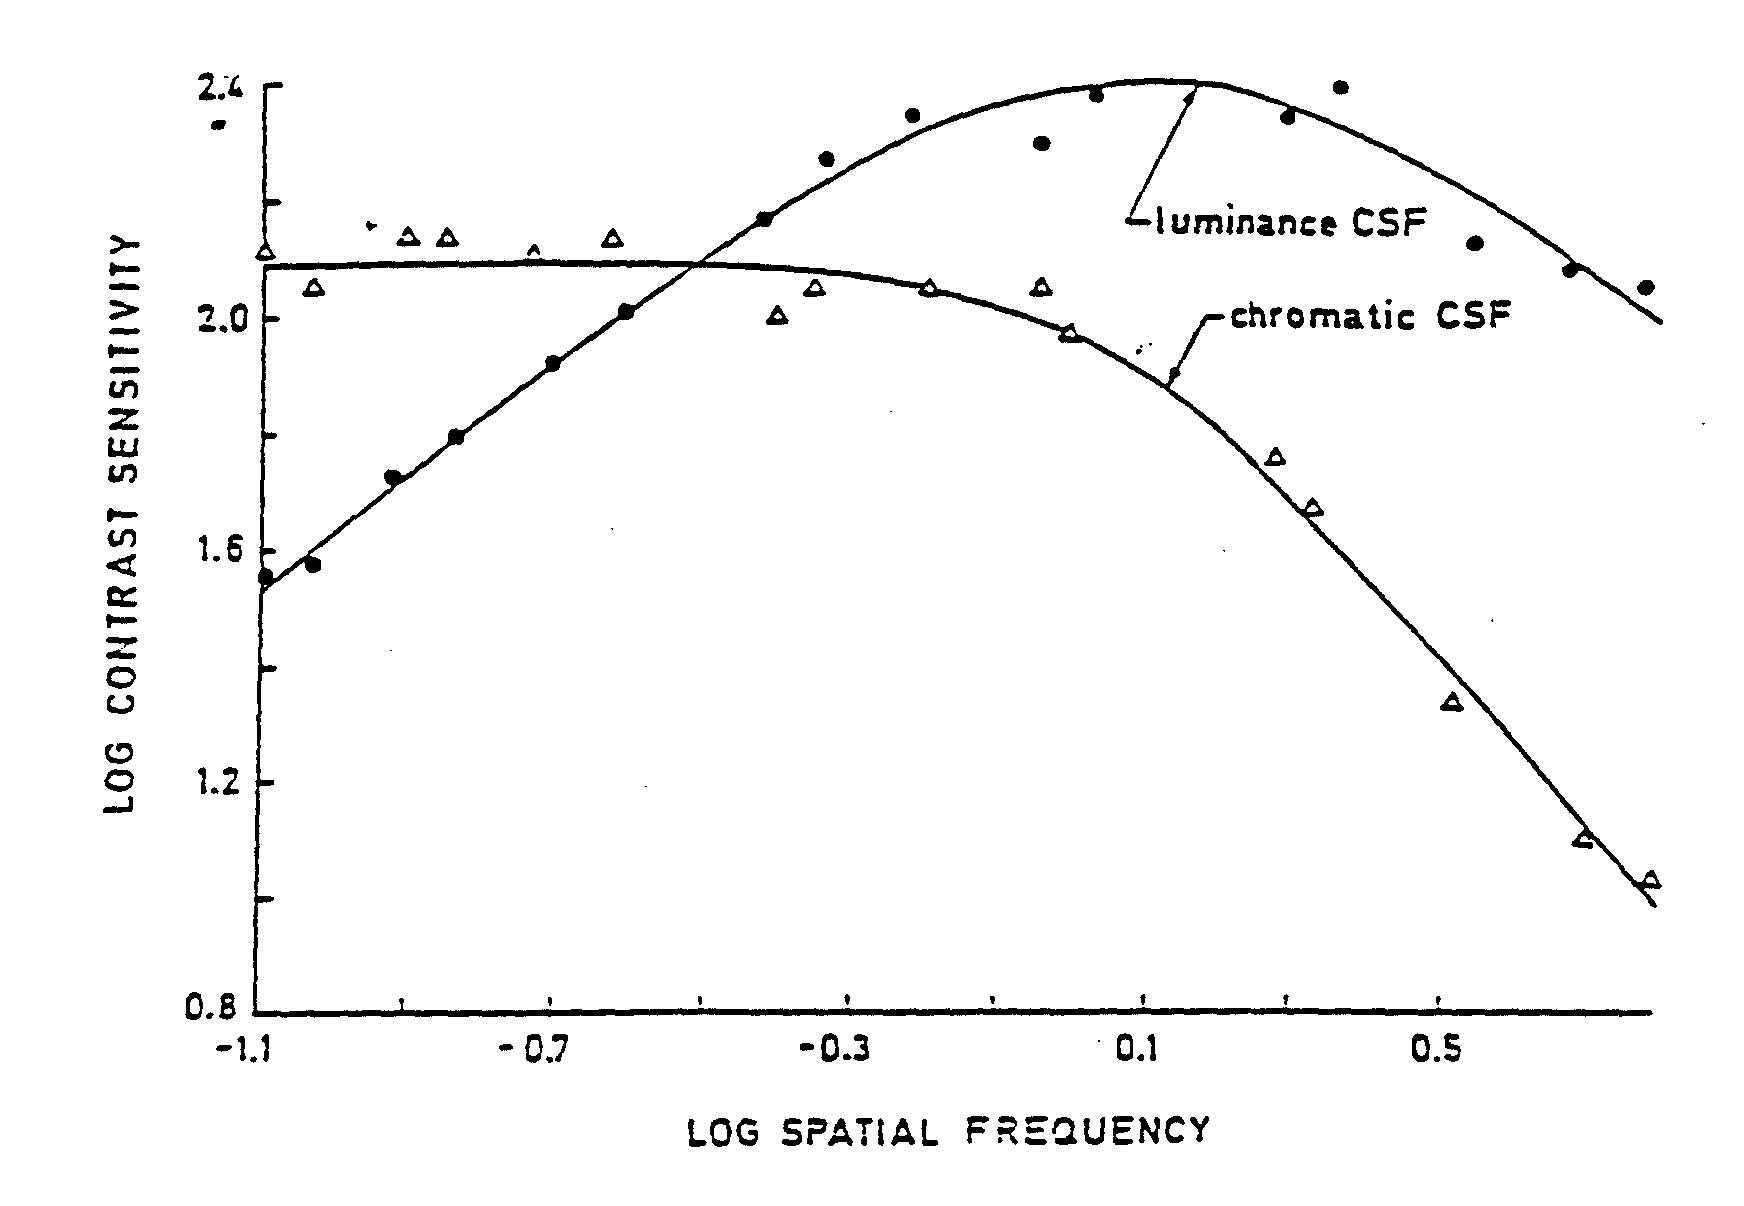 2.4
2.0
1.6
1.2
0.8
LOG CONTRAST SENSITIVITY
luminance CSF
chromatic CSF
-1.1 -0.7 -0.3 0.1 0.5
LOG SPATIAL FREQUENCY